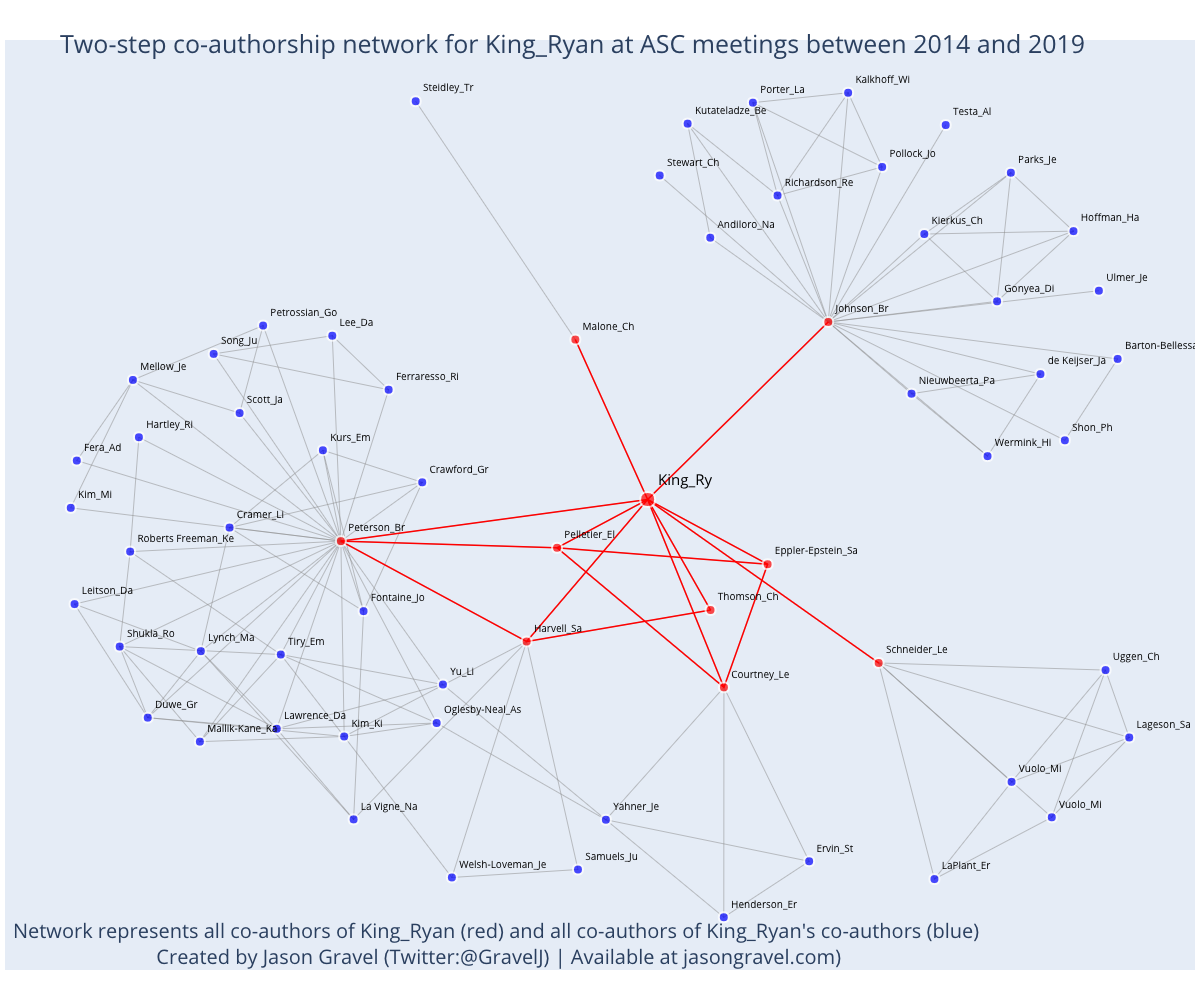 Two-step co-authorship network for King_Ryan at ASC meetings between 2014 and 2019
Steidley_Tr
Kalkhoff_Wi
Porter_La
Kutateladze_Be
Testa_Al
Pollock_Jo
Stewart_Ch
Parks_Je
Richardson_Re
Andiloro_Na
Kierkus_Ch
Hoffman_Ha
Ulmer_Je
Gonyea_Di
Johnson_Br
Petrossian_Go
Lee_Da
Malone_Ch
Song_Ju
Barton-Bellessa
de Keijser_Ja
Mellow_Je
Ferraresso_Ri
Nieuwbeerta_Pa
Scott_Ja
Hartley_Ri
Shon_Ph
Kurs_Em
Wermink_Hi
Fera_Ad
Crawford_Gr
King_Ry
Kim_Mi
Cramer_Li
Peterson_Br
Pelletier_El
Roberts Freeman_Ke
Eppler-Epstein_Sa
Leitson_Da
Fontaine_Jo
Thomson_Ch
Shukla_Ro
Lynch_Ma
Tiry_Em
Harvell_Sa
Schneider_Le
Uggen_Ch
Yu_Li
Courtney_Le
Duwe_Gr
Oglesby-Neal_As
Lawrence_Da
Kim_Ki
Mallik-Kane_Ka
Lageson_Sa
Vuolo_Mi
Vuolo_Mi
La Vigne_Na
Yahner_Je
Ervin_St
Samuels_Ju
Welsh-Loveman_Je
LaPlant_Er
Henderson_Er
Network represents all co-authors of King_Ryan (red) and all co-authors of King_Ryan's co-authors (blue)
Created by Jason Gravel (Twitter:@GravelJ) | Available at jasongravel.com)